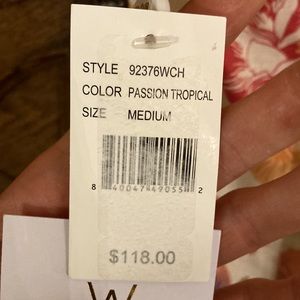 STYLE 92376WCH
COLOR PASSION TROPICAL
SIZE MEDIUM
8 40047 49055 2
$118.00
W